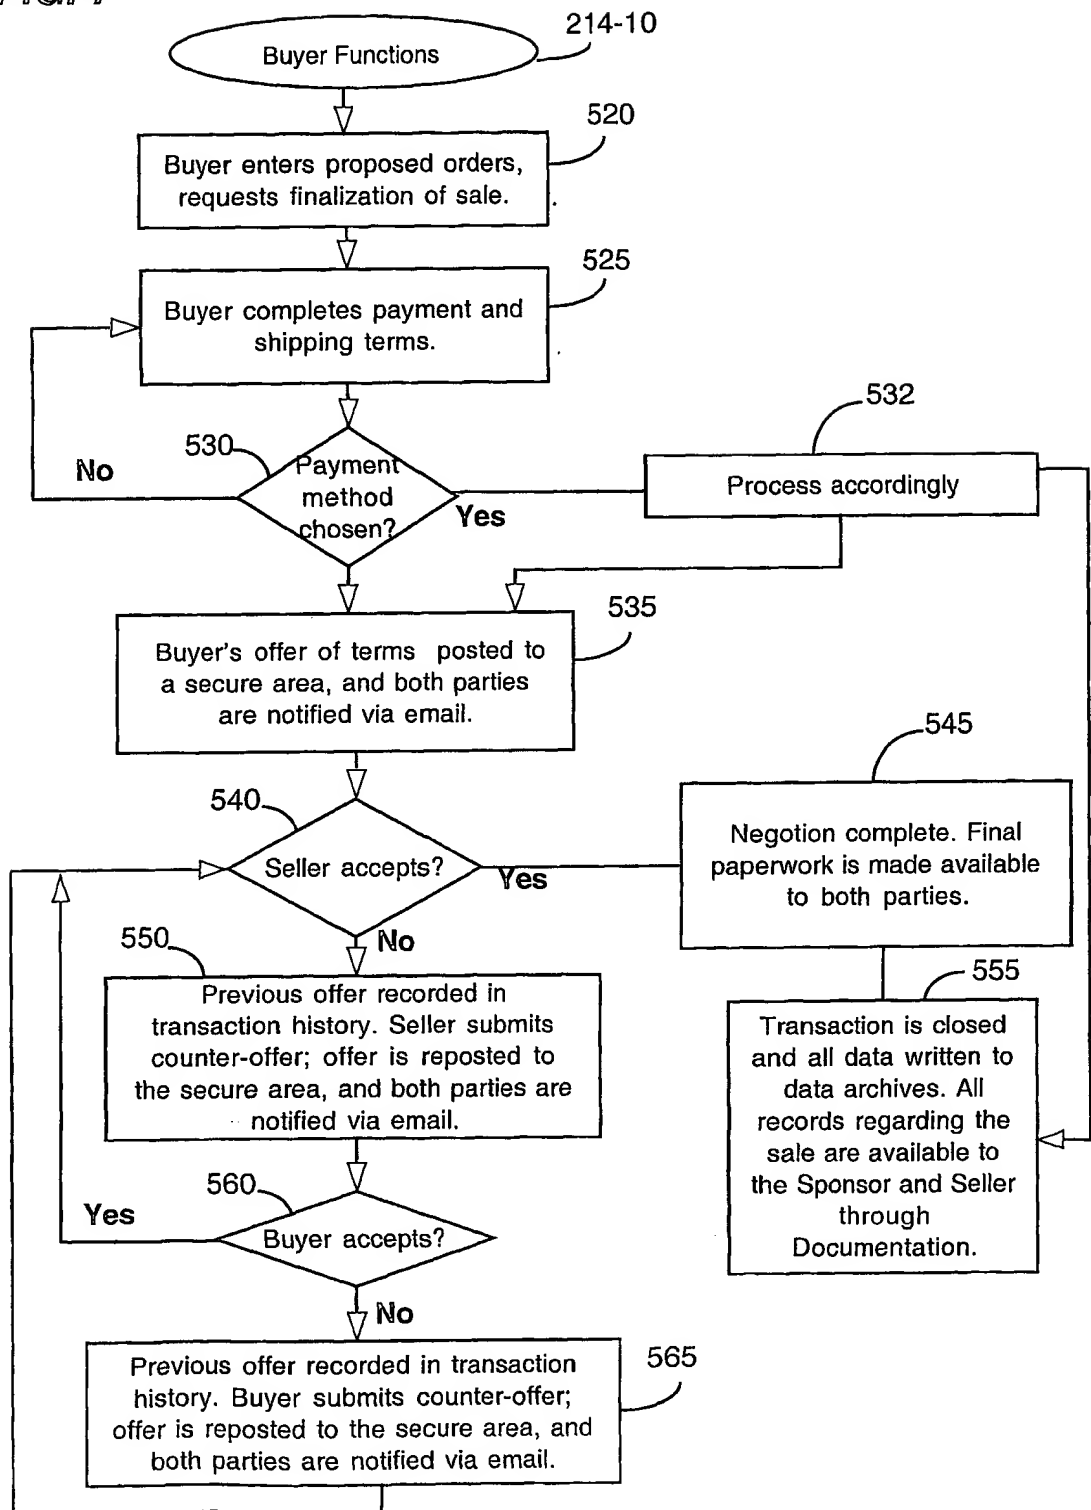 214-10
Buyer Functions
520
Buyer enters proposed orders,
requests finalization of sale.
525
Buyer completes payment and
shipping terms.
532
530
No
Payment
method
chosen?
Yes
Process accordingly
535
Buyer's offer of terms posted to
a secure area, and both parties
are notified via email.
545
540
Seller accepts?
Yes
Negotion complete. Final
paperwork is made available
to both parties.
No
550
Previous offer recorded in
transaction history. Seller submits
counter-offer; offer is reposted to
the secure area, and both parties are
notified via email.
555
Transaction is closed
and all data written to
data archives. All
records regarding the
sale are available to
the Sponsor and Seller
through
Documentation.
560
Yes
Buyer accepts?
No
565
Previous offer recorded in transaction
history. Buyer submits counter-offer;
offer is reposted to the secure area, and
both parties are notified via email.